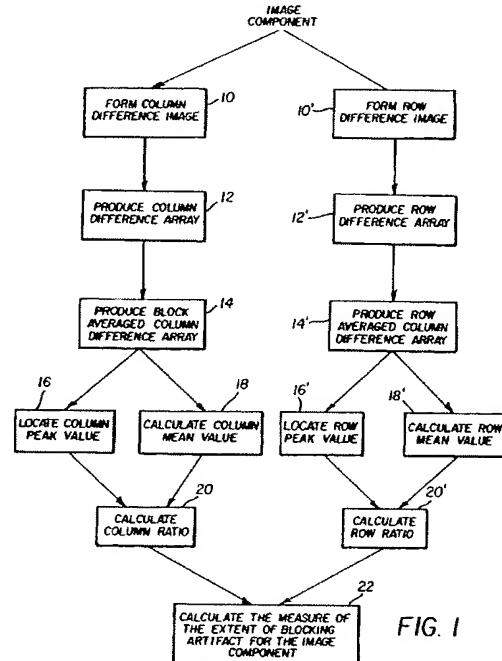 IMAGE
COMPONENT
FORM COLUMN
DIFFERENCE IMAGE
10
FORM ROW
DIFFERENCE IMAGE
10'
PRODUCE COLUMN
DIFFERENCE ARRAY
12
PRODUCE ROW
DIFFERENCE ARRAY
12'
PRODUCE BLOCK
AVERAGED COLUMN
DIFFERENCE ARRAY
14
PRODUCE ROW
AVERAGED COLUMN
DIFFERENCE ARRAY
14'
16
LOCATE COLUMN
PEAK VALUE
18
CALCULATE COLUMN
MEAN VALUE
16'
LOCATE ROW
PEAK VALUE
18'
CALCULATE ROW
MEAN VALUE
20
CALCULATE
COLUMN RATIO
20'
CALCULATE
ROW RATIO
22
CALCULATE THE MEASURE OF
THE EXTENT OF BLOCKING
ARTIFACT FOR THE IMAGE
COMPONENT
FIG. 1